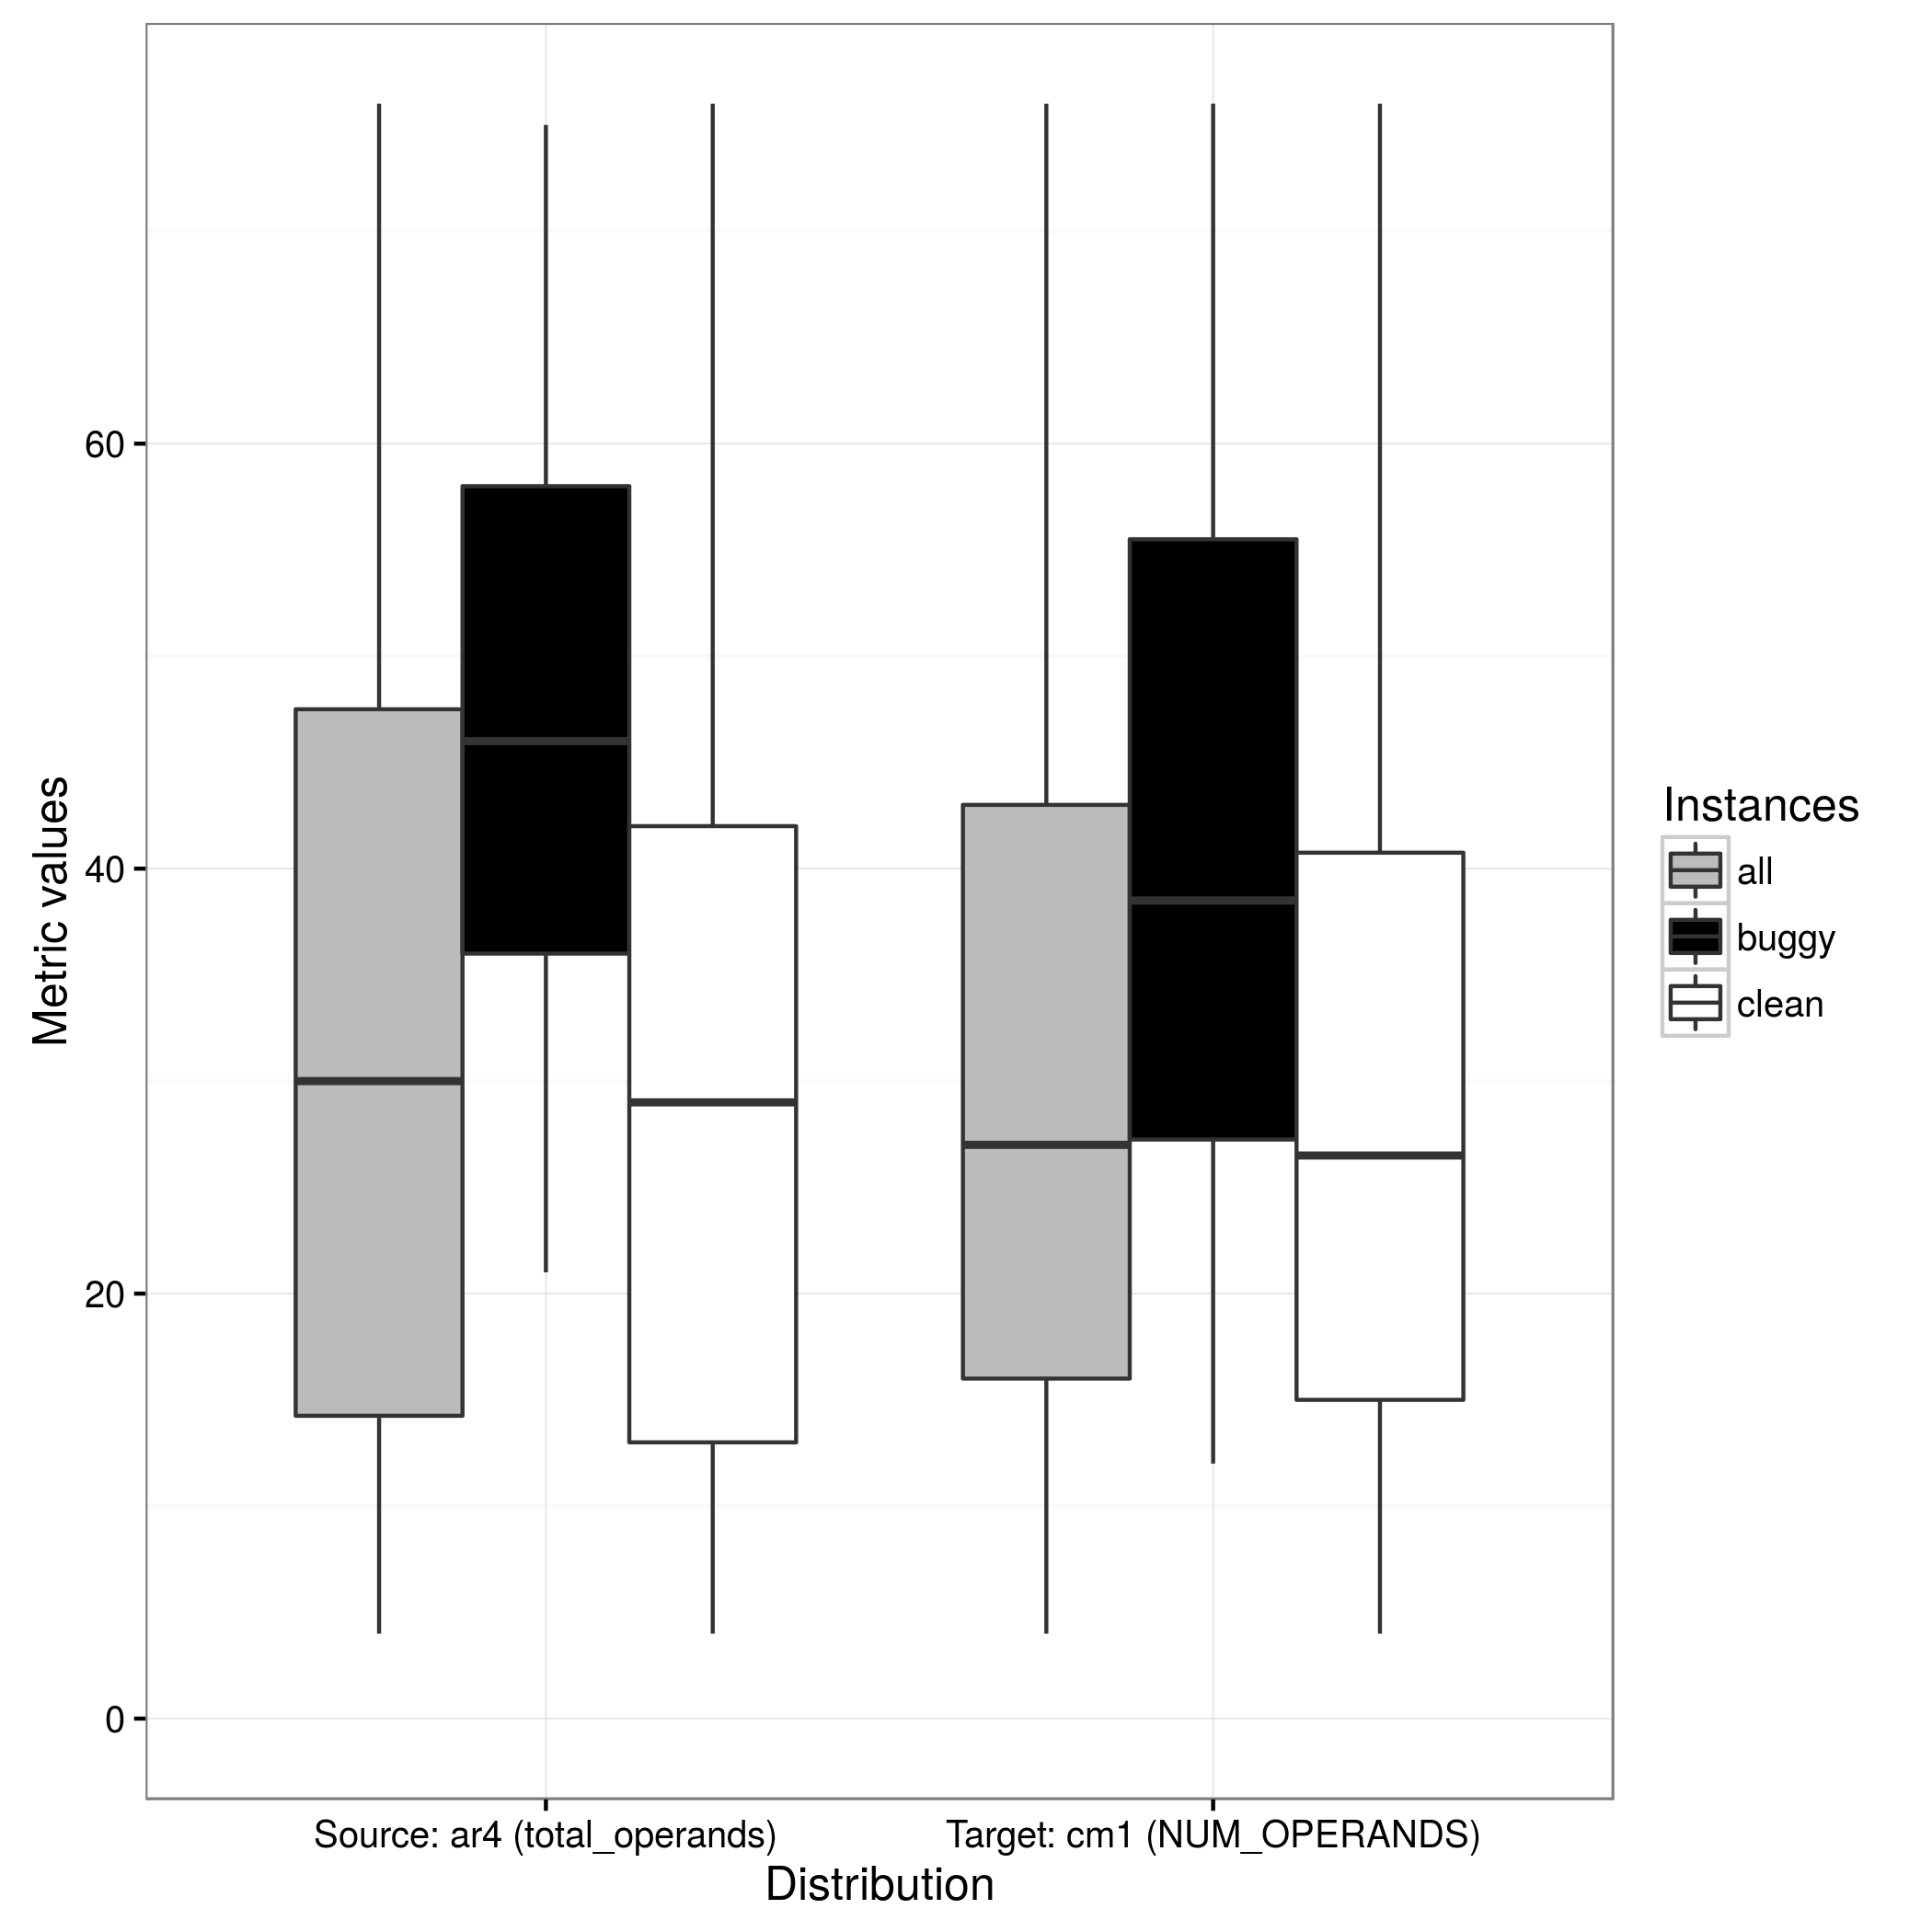 Metric values
60
40
20
0
Source: ar4 (total_operands)
Target: cm1 (NUM_OPERANDS)
Distribution
Instances
all
buggy
clean